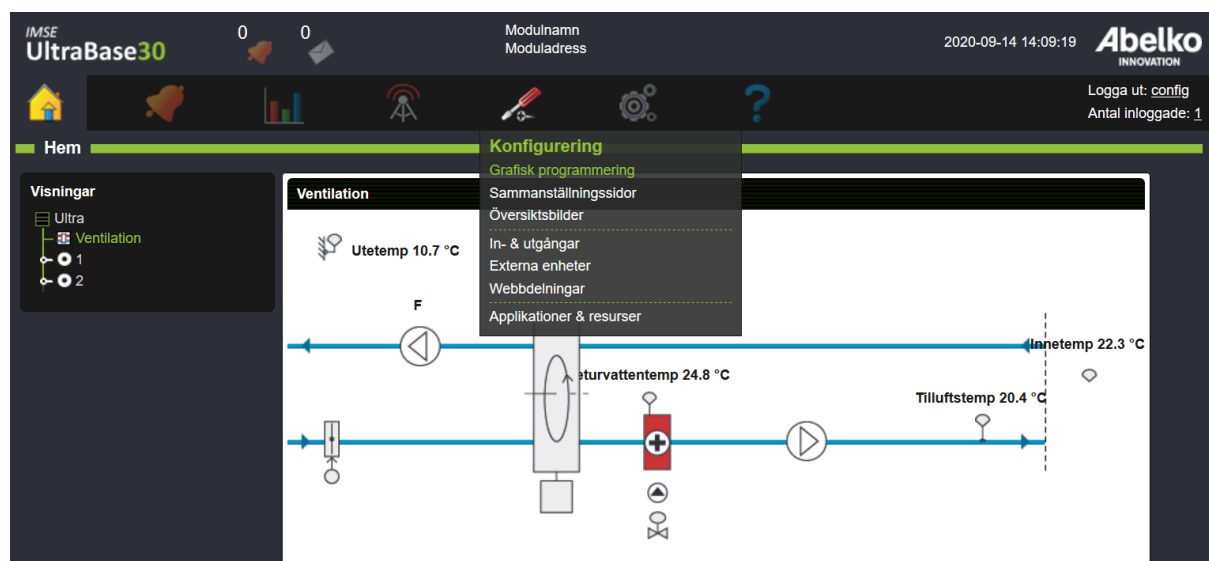 IMSE
UltraBase30
0
0
Modulnamn
Moduladress
2020-09-14 14:09:19
Abelko
INNOVATION
Logga ut: config
Antal inloggade: 1
Hem
Konfigurering
Grafisk programmering
Sammanställningssidor
Översiktsbilder
In- & utgångar
Externa enheter
Webbdelningar
Applikationer & resurser
Visningar
Ultra
Ventilation
1
2
Ventilation
Utetemp 10.7 °C
F
Innetemp 22.3 °C
eturvattentemp 24.8 °C
Tilluftstemp 20.4 °C